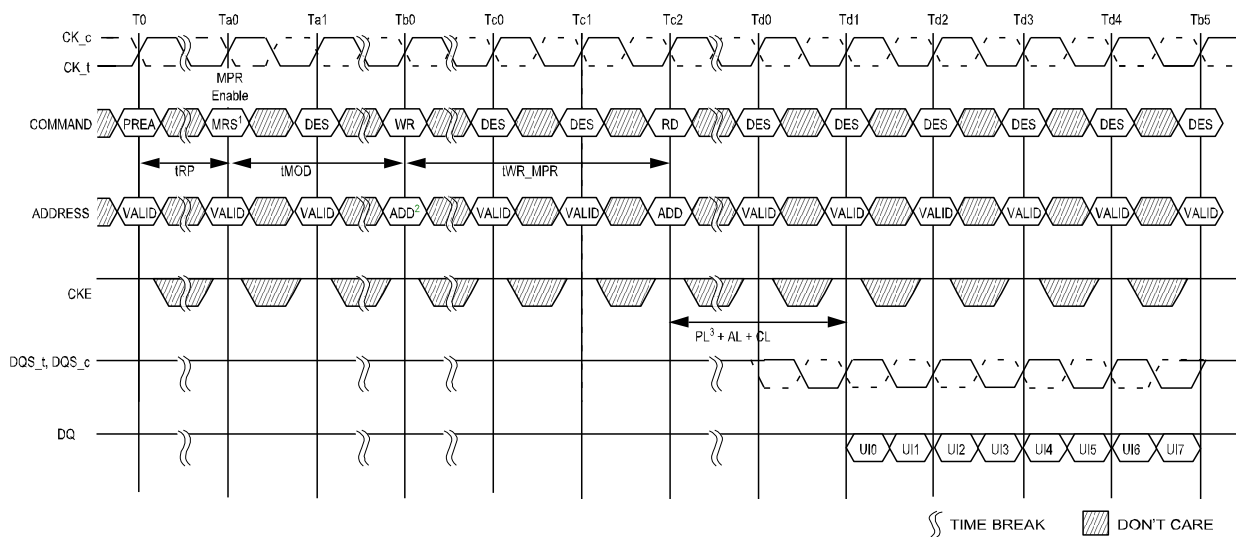 T0 Ta0 Ta1 Tb0 Tc0 Tc1 Tc2 Td0 Td1 Td2 Td3 Td4 Tb5
CK_c
CK_t
MPR
Enable
COMMAND PREA MRS1 DES WR DES DES RD DES DES DES DES DES DES
tRP tMOD tWR_MPR
ADDRESS VALID VALID VALID ADD2 VALID VALID ADD VALID VALID VALID VALID VALID VALID
CKE
PL3 + AL + CL
DQS_t, DQS_c
DQ UI0 UI1 UI2 UI3 UI4 UI5 UI6 UI7
TIME BREAK DON'T CARE